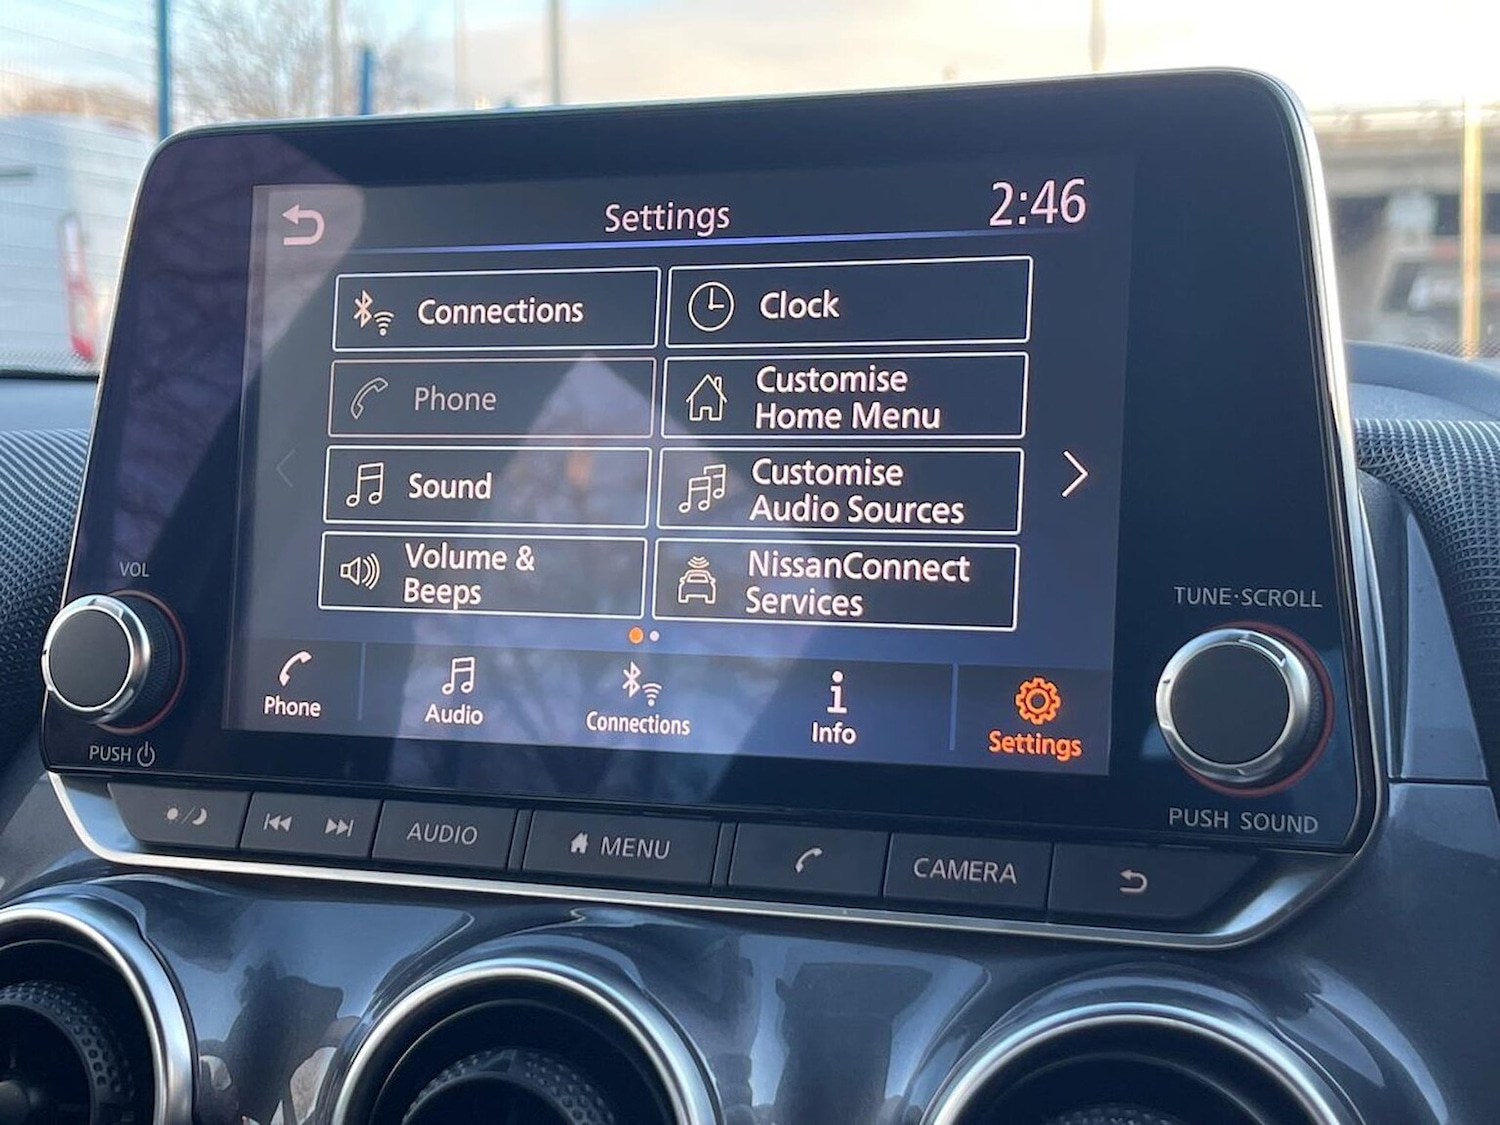 Settings
2:46
Connections
Clock
Phone
Customise
Home Menu
Sound
Customise
Audio Sources
Volume &
Beeps
NissanConnect
Services
Phone
Audio
Connections
Info
Settings
VOL
PUSH
TUNE·SCROLL
PUSH SOUND
AUDIO
MENU
CAMERA